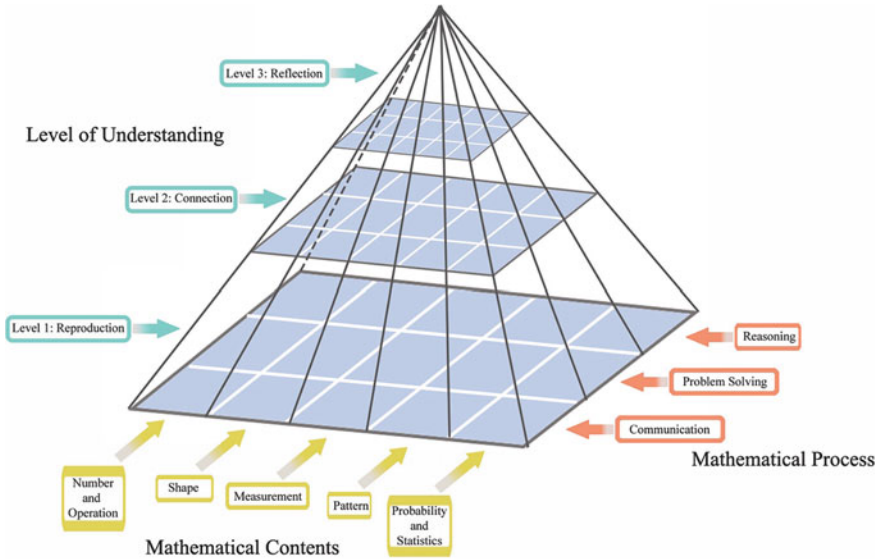 Level 3: Reflection
Level of Understanding
Level 2: Connection
Level 1: Reproduction
Reasoning
Problem Solving
Communication
Mathematical Process
Number
and
Operation
Shape
Measurement
Pattern
Probability
and
Statistics
Mathematical Contents